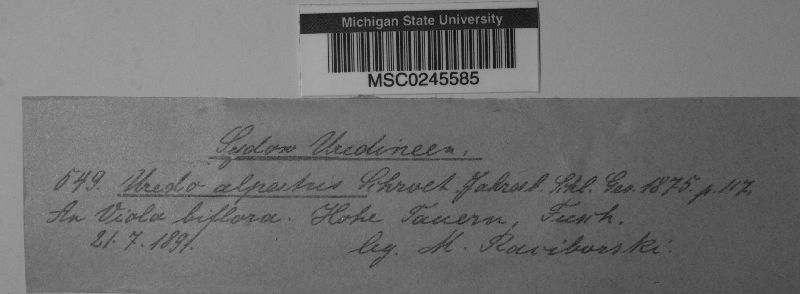 Michigan State University
MSC0245585
Sydow Uredineen.
549. Uredo alpestris Schroet. Jahresb. Schl. Ges. 1875 p. 117.
An Viola biflora. Hohe Tauern, Fusch.
21. 7. 1891. leg. M. Raciborski.